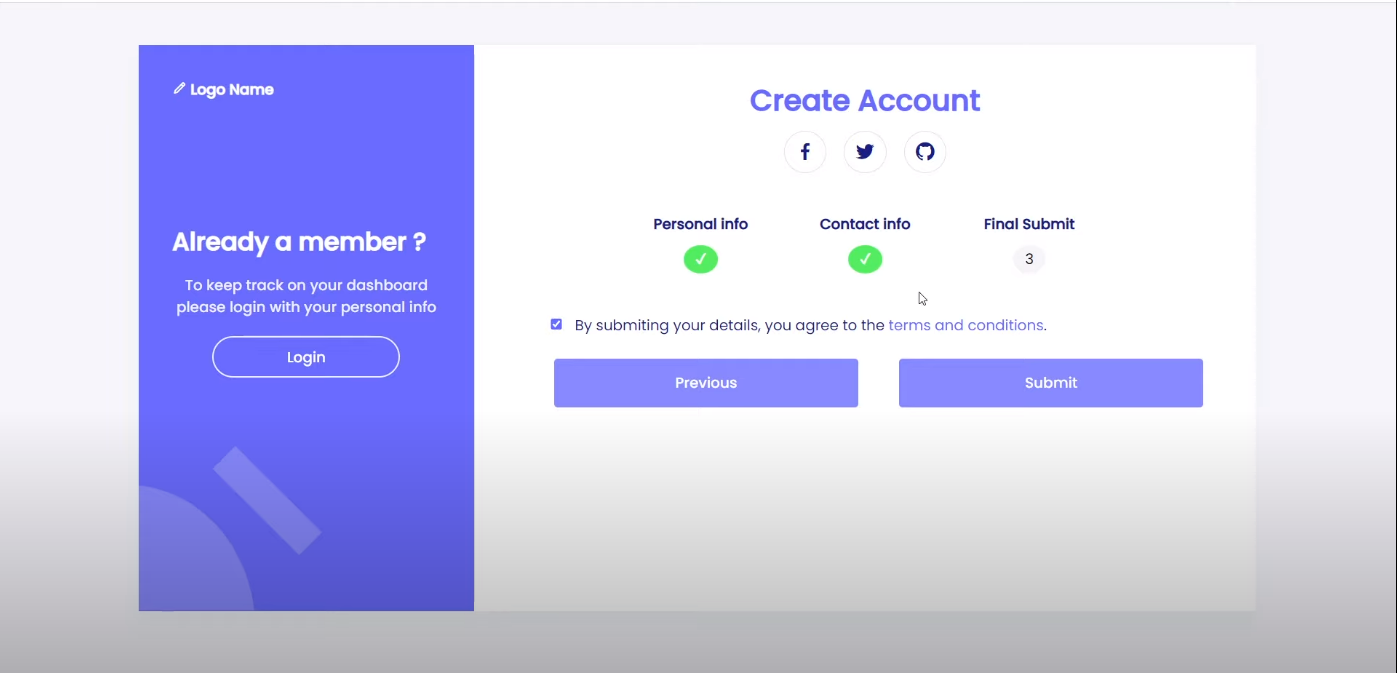 Logo Name
Already a member ?
To keep track on your dashboard
please login with your personal info
Login
Create Account
Personal info Contact info Final Submit
✓ ✓ 3
By submiting your details, you agree to the terms and conditions.
Previous Submit